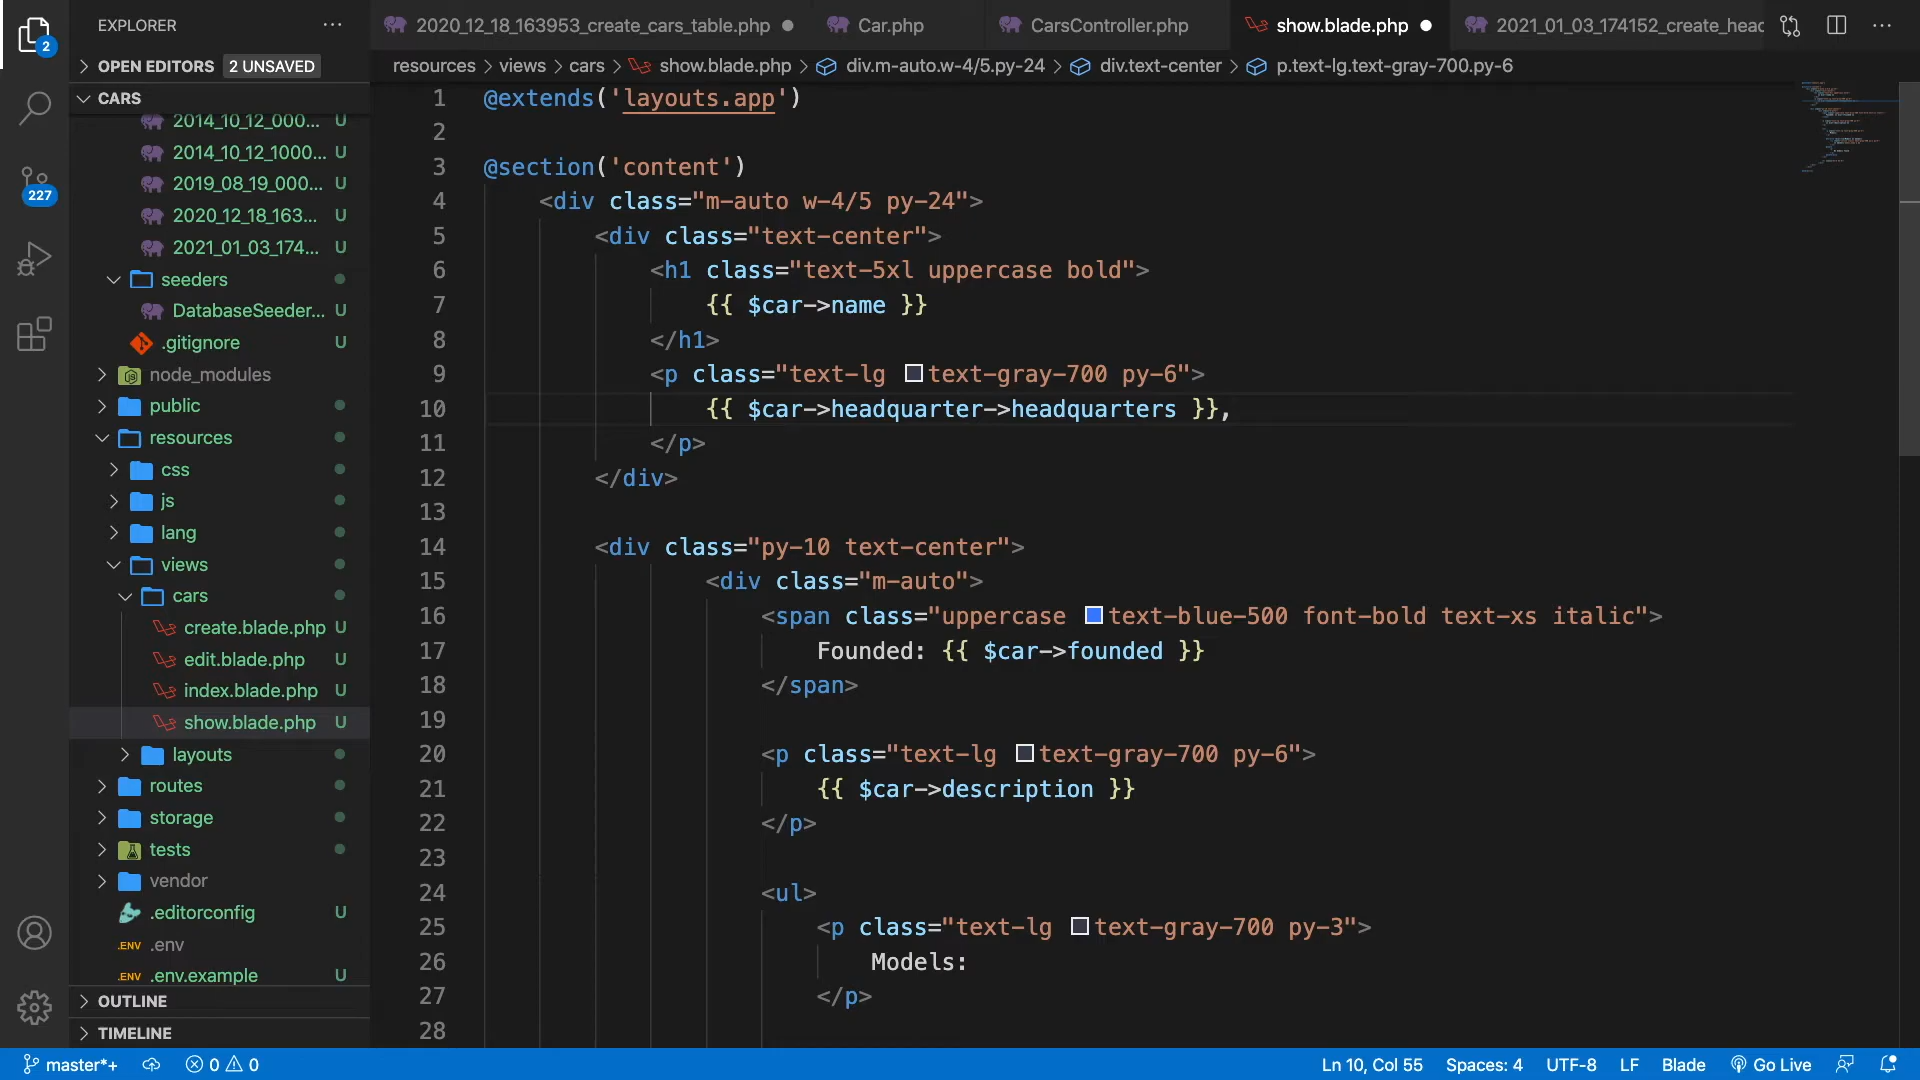 EXPLORER
2020_12_18_163953_create_cars_table.php
Car.php
CarsController.php
show.blade.php
2021_01_03_174152_create_head
2
OPEN EDITORS 2 UNSAVED
resources > views > cars > show.blade.php > div.m-auto.w-4/5.py-24 > div.text-center > p.text-lg.text-gray-700.py-6
CARS
2014_10_12_000... U
2014_10_12_1000... U
2019_08_19_000... U
2020_12_18_163... U
2021_01_03_174... U
seeders
DatabaseSeeder... U
.gitignore U
node_modules
public
resources
css
js
lang
views
cars
create.blade.php U
edit.blade.php U
index.blade.php U
show.blade.php U
layouts
routes
storage
tests
vendor
.editorconfig U
.ENV .env
.ENV .env.example U
OUTLINE
TIMELINE
227
1 @extends('layouts.app')
2
3 @section('content')
4 <div class="m-auto w-4/5 py-24">
5 <div class="text-center">
6 <h1 class="text-5xl uppercase bold">
7 {{ $car->name }}
8 </h1>
9 <p class="text-lg text-gray-700 py-6">
10 {{ $car->headquarter->headquarters }},
11 </p>
12 </div>
13
14 <div class="py-10 text-center">
15 <div class="m-auto">
16 <span class="uppercase text-blue-500 font-bold text-xs italic">
17 Founded: {{ $car->founded }}
18 </span>
19
20 <p class="text-lg text-gray-700 py-6">
21 {{ $car->description }}
22 </p>
23
24 <ul>
25 <p class="text-lg text-gray-700 py-3">
26 Models:
27 </p>
28
master*+ 0 0 Ln 10, Col 55 Spaces: 4 UTF-8 LF Blade Go Live